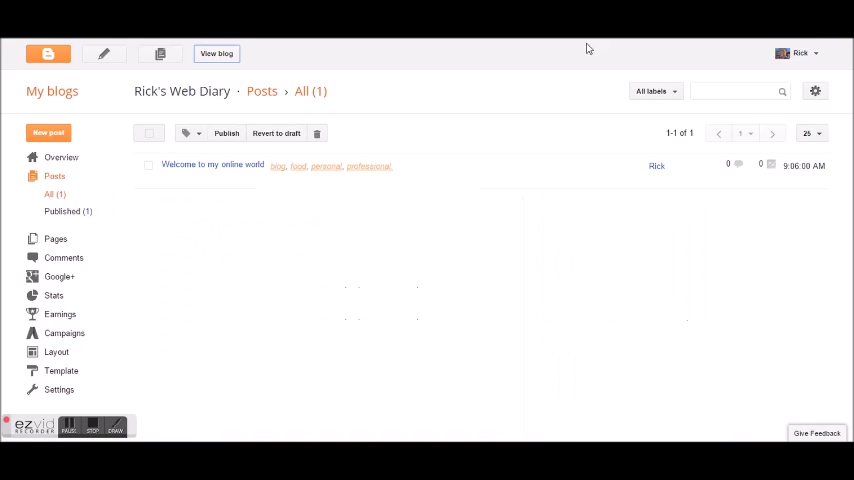 View blog
Rick
My blogs
Rick's Web Diary · Posts › All (1)
All labels
New post
Publish
Revert to draft
1-1 of 1
1
25
Overview
Welcome to my online world
blog, food, personal, professional,
Rick
0
0
9:06:00 AM
Posts
All (1)
Published (1)
Pages
Comments
Google+
Stats
Earnings
Campaigns
Layout
Template
Settings
ezvid
RECORDER
PAUSE
STOP
DRAW
Give Feedback